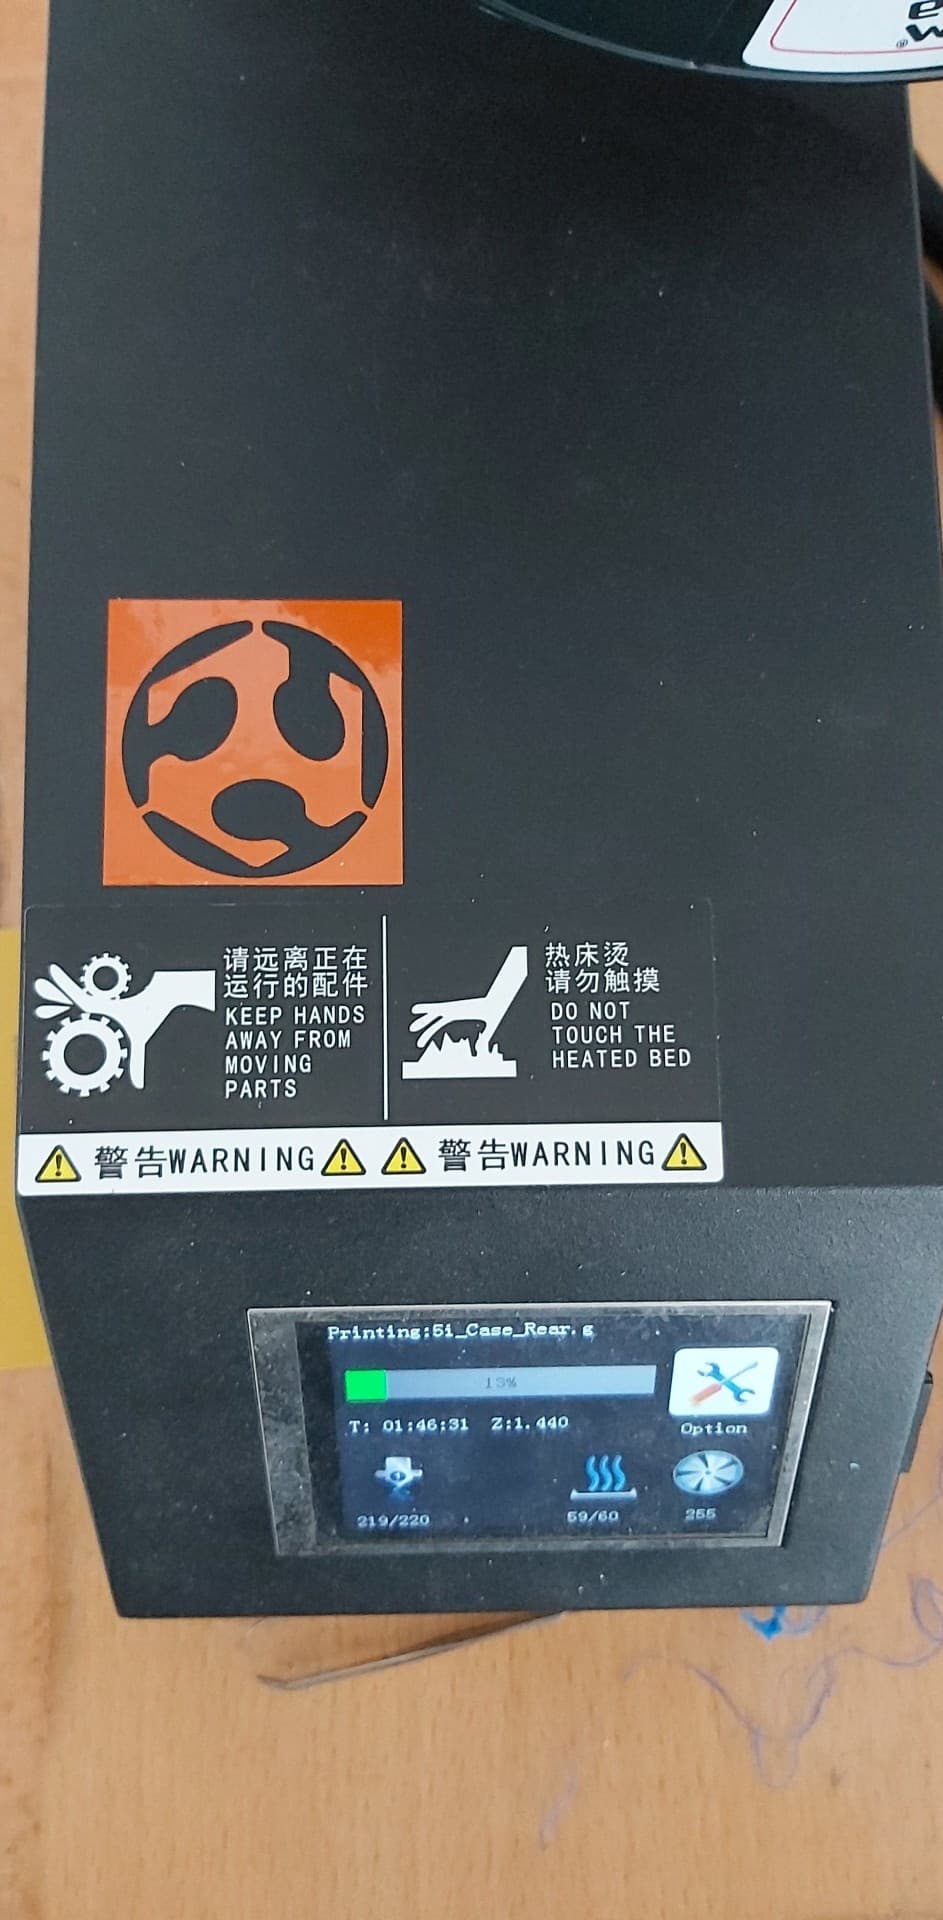 请远离正在
运行的配件
KEEP HANDS
AWAY FROM
MOVING
PARTS
热床烫
请勿触摸
DO NOT
TOUCH THE
HEATED BED
警告WARNING
警告WARNING
Printing:5i_Case_Rear.g
13%
T: 01:46:31 Z:1.440
Option
219/220
59/60
255